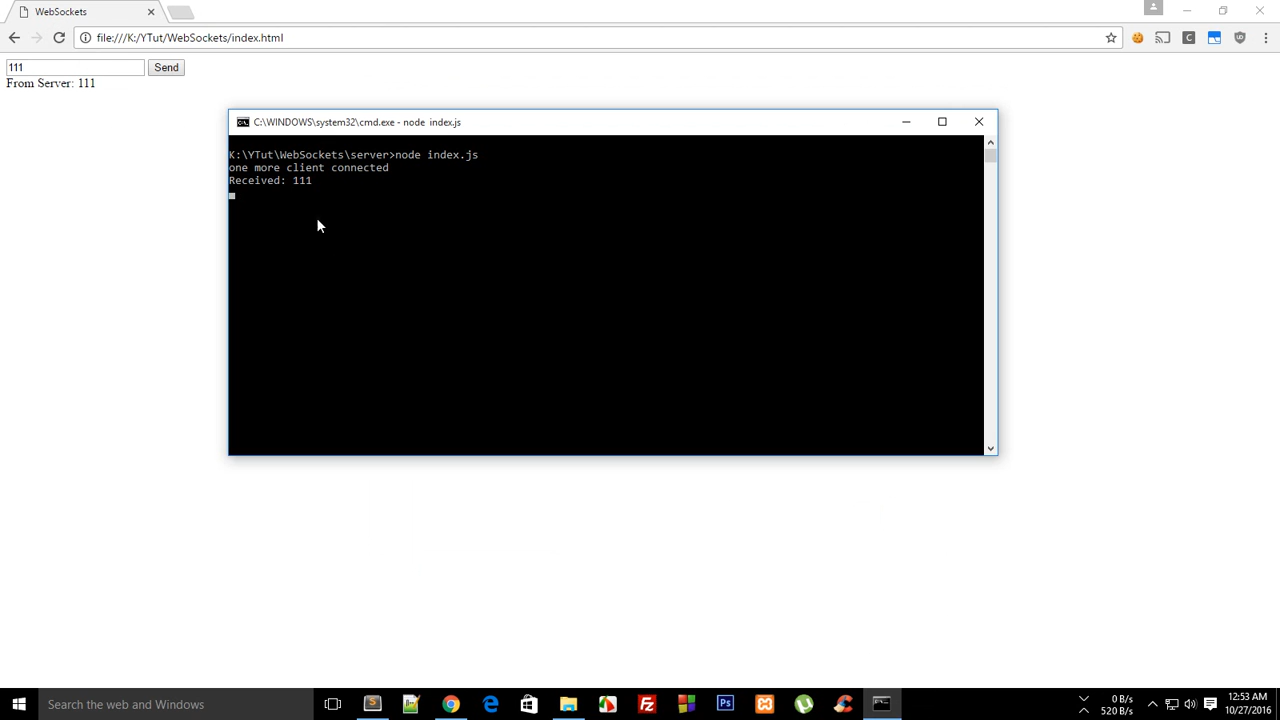 WebSockets
file:///K:/YTut/WebSockets/index.html
111
Send
From Server: 111
C:\WINDOWS\system32\cmd.exe - node  index.js
K:\YTut\WebSockets\server>node index.js
one more client connected
Received: 111
Search the web and Windows
0 B/s
520 B/s
12:53 AM
10/27/2016